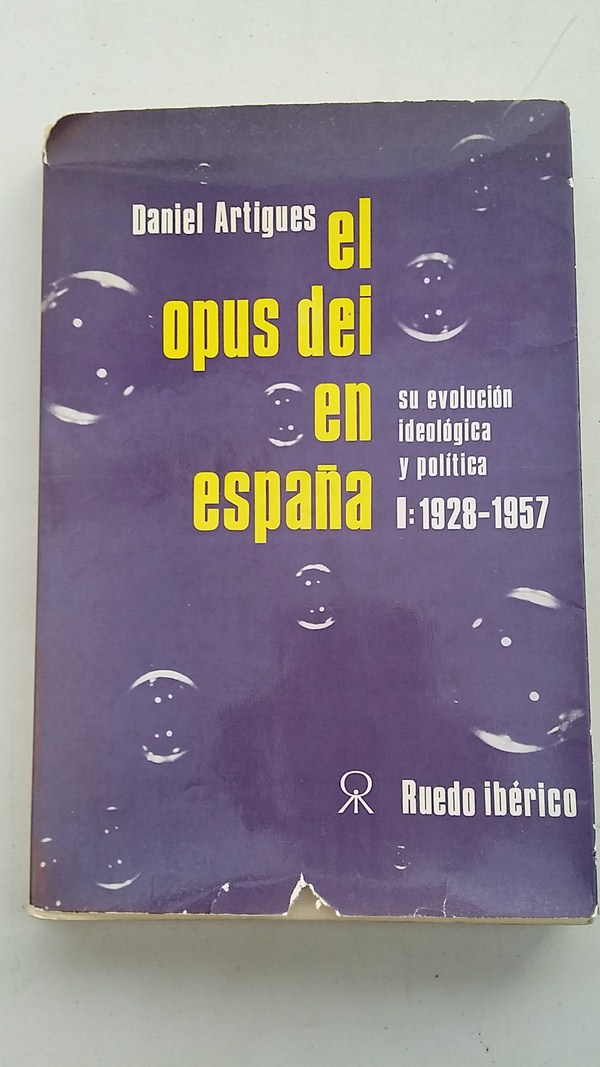 Daniel Artigues
el
opus dei
en
españa
su evolución
ideológica
y política
I: 1928-1957
Ruedo ibérico